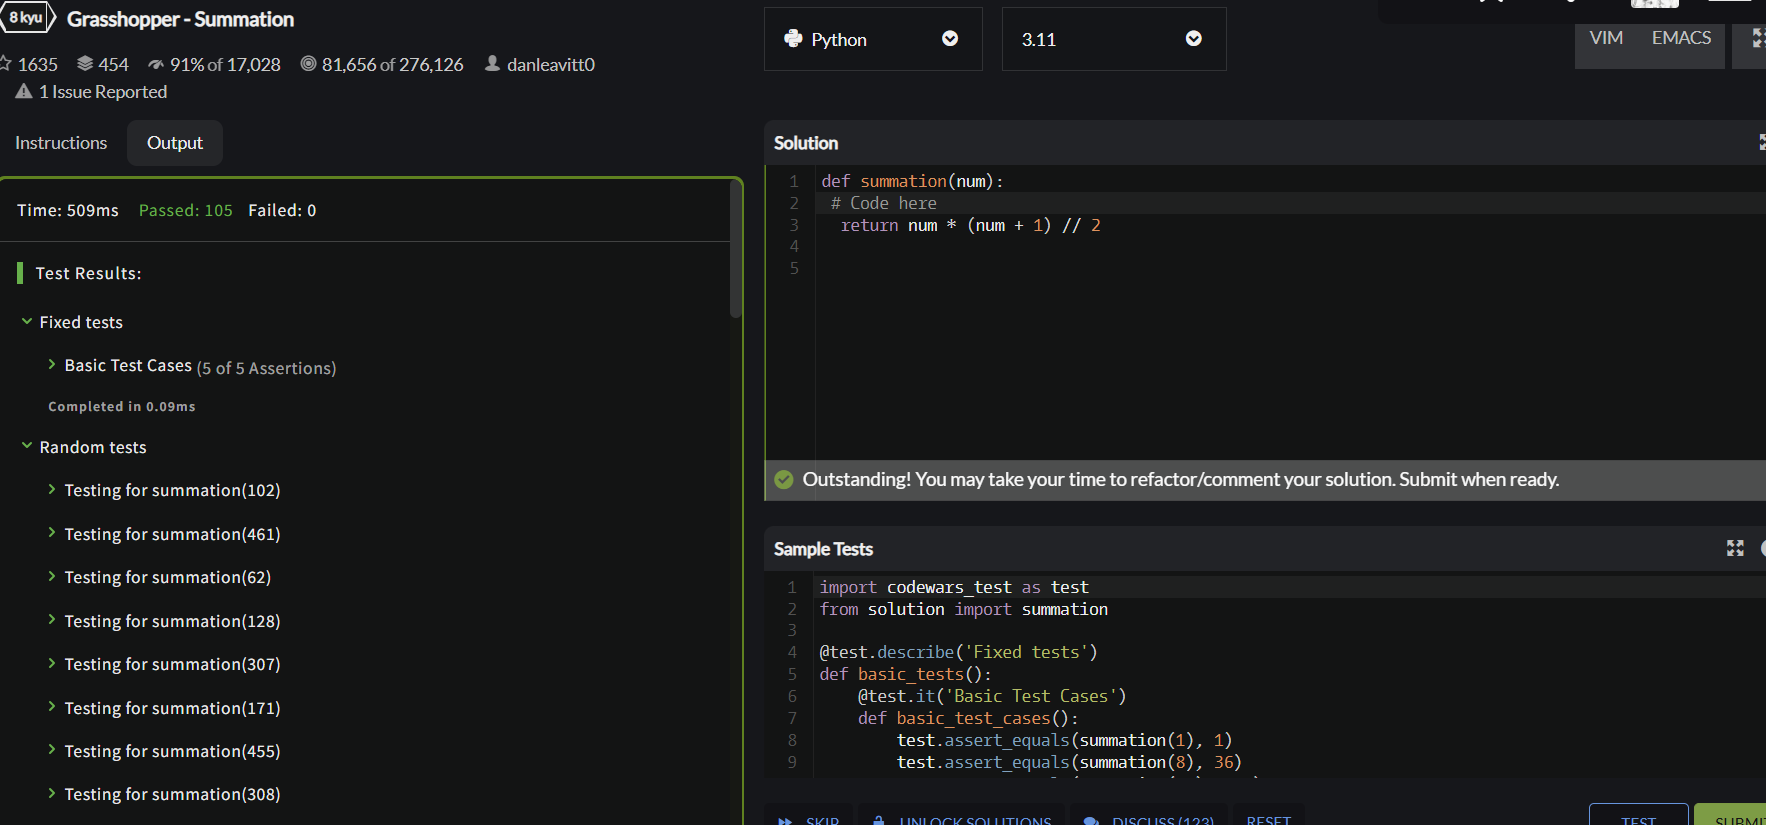 8 kyu Grasshopper - Summation
1635 454 91% of 17,028 81,656 of 276,126 danleavitt0
1 Issue Reported
Instructions Output
Time: 509ms Passed: 105 Failed: 0
Test Results:
Fixed tests
Basic Test Cases (5 of 5 Assertions)
Completed in 0.09ms
Random tests
Testing for summation(102)
Testing for summation(461)
Testing for summation(62)
Testing for summation(128)
Testing for summation(307)
Testing for summation(171)
Testing for summation(455)
Testing for summation(308)
Python 3.11 VIM EMACS
Solution
1 def summation(num):
2 # Code here
3 return num * (num + 1) // 2
4
5
Outstanding! You may take your time to refactor/comment your solution. Submit when ready.
Sample Tests
1 import codewars_test as test
2 from solution import summation
3
4 @test.describe('Fixed tests')
5 def basic_tests():
6 @test.it('Basic Test Cases')
7 def basic_test_cases():
8 test.assert_equals(summation(1), 1)
9 test.assert_equals(summation(8), 36)
SKIP UNLOCK SOLUTIONS DISCUSS (123) RESET TEST SUBMIT